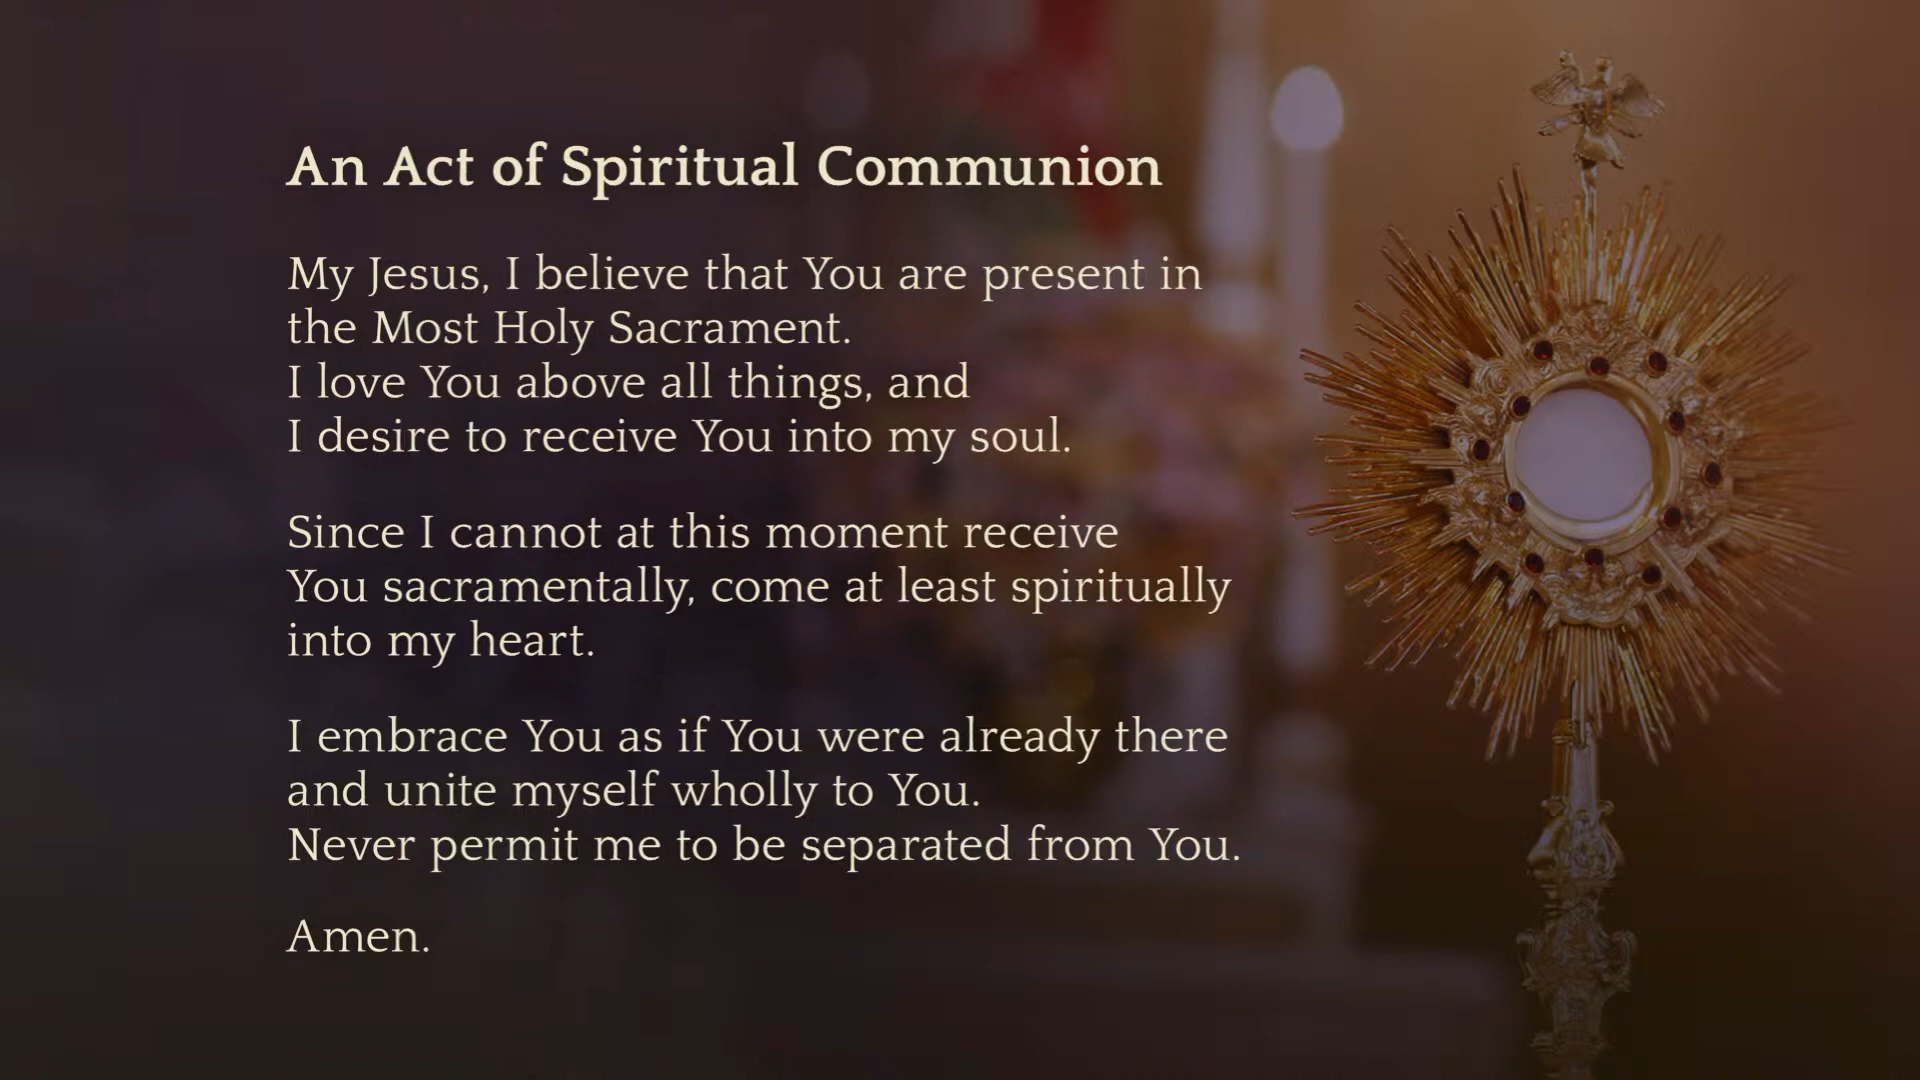 An Act of Spiritual Communion
My Jesus, I believe that You are present in
the Most Holy Sacrament.
I love You above all things, and
I desire to receive You into my soul.
Since I cannot at this moment receive
You sacramentally, come at least spiritually
into my heart.
I embrace You as if You were already there
and unite myself wholly to You.
Never permit me to be separated from You.
Amen.